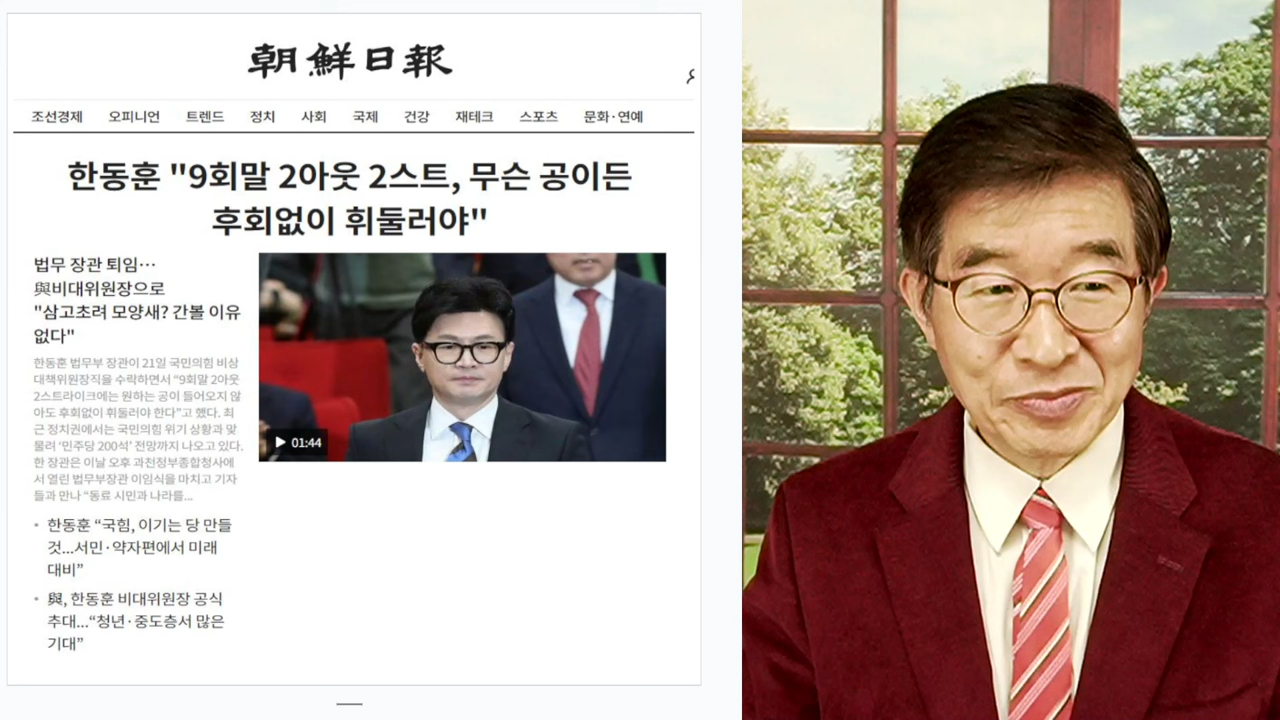 朝鮮日報
조선경제 오피니언 트렌드 정치 사회 국제 건강 재테크 스포츠 문화·연예
한동훈 "9회말 2아웃 2스트, 무슨 공이든
후회없이 휘둘러야"
법무 장관 퇴임…
與비대위원장으로
"삼고초려 모양새? 간볼 이유
없다"
한동훈 법무부 장관이 21일 국민의힘 비상
대책위원장직을 수락하면서 “9회말 2아웃
2스트라이크에는 원하는 공이 들어오지 않
아도 후회없이 휘둘러야 한다”고 했다. 최
근 정치권에서는 국민의힘 위기 상황과 맞
물려 ‘민주당 200석’ 전망까지 나오고 있다.
한 장관은 이날 오후 과천정부종합청사에
서 열린 법무부장관 이임식을 마치고 기자
들과 만나 “동료 시민과 나라를...
01:44
• 한동훈 “국힘, 이기는 당 만들
것...서민·약자편에서 미래
대비”
• 與, 한동훈 비대위원장 공식
추대...“청년·중도층서 많은
기대”